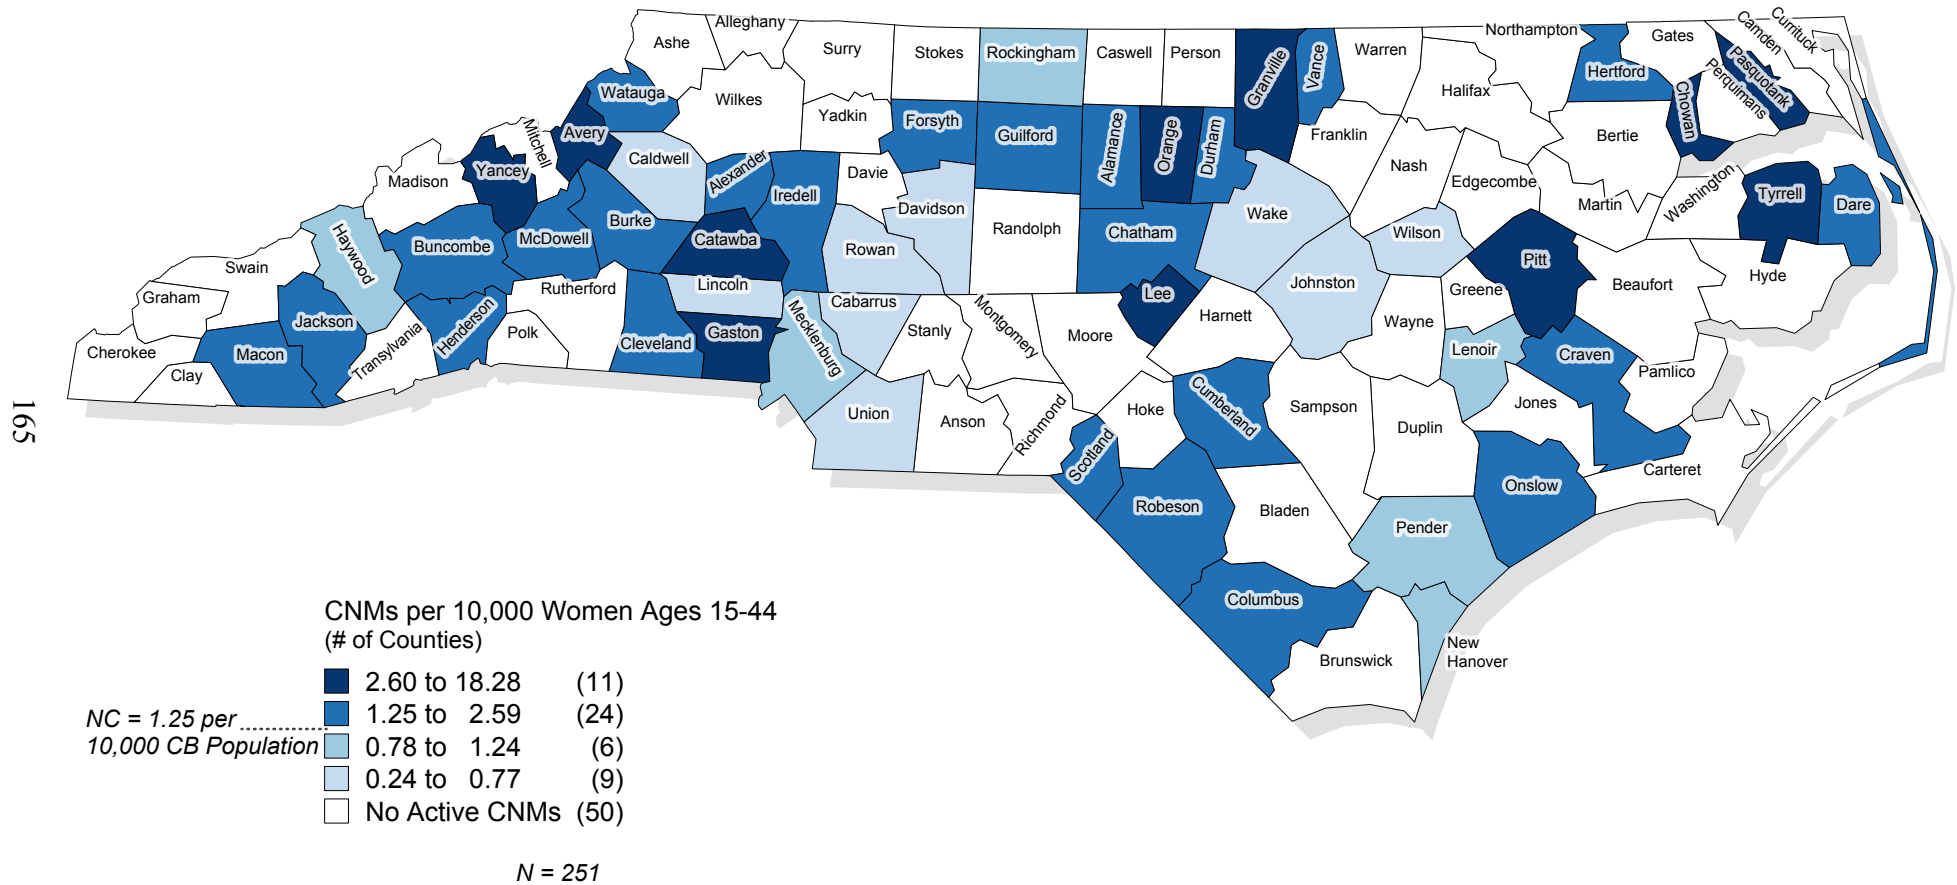 Alleghany
Ashe
Surry
Stokes
Rockingham
Caswell
Person
Granville
Vance
Warren
Northampton
Gates
Camden
Currituck
Hertford
Pasquotank
Perquimans
Chowan
Halifax
Watauga
Wilkes
Yadkin
Forsyth
Guilford
Alamance
Orange
Durham
Franklin
Bertie
Mitchell
Avery
Caldwell
Alexander
Davie
Nash
Edgecombe
Martin
Washington
Tyrrell
Dare
Madison
Yancey
Iredell
Davidson
Wake
Randolph
Chatham
Wilson
Haywood
Buncombe
McDowell
Burke
Catawba
Rowan
Pitt
Swain
Graham
Rutherford
Lincoln
Cabarrus
Mecklenburg
Montgomery
Lee
Johnston
Greene
Beaufort
Hyde
Jackson
Henderson
Transylvania
Polk
Cleveland
Gaston
Stanly
Moore
Harnett
Wayne
Lenoir
Craven
Pamlico
Cherokee
Clay
Macon
Union
Anson
Richmond
Hoke
Cumberland
Sampson
Duplin
Jones
Carteret
Scotland
Robeson
Bladen
Onslow
Pender
Columbus
Brunswick
New
Hanover
165
CNMs per 10,000 Women Ages 15-44
(# of Counties)
2.60 to 18.28 (11)
1.25 to 2.59 (24)
0.78 to 1.24 (6)
0.24 to 0.77 (9)
No Active CNMs (50)
NC = 1.25 per
10,000 CB Population
N = 251